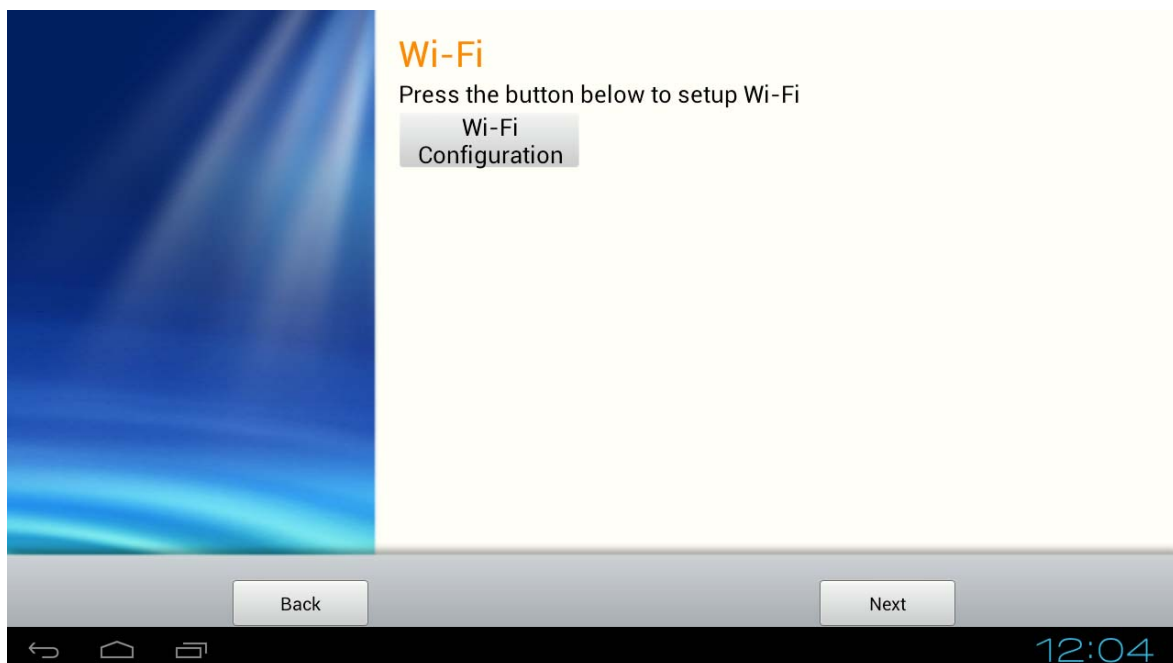 Wi-Fi
Press the button below to setup Wi-Fi
Wi-Fi
Configuration
Back
Next
12:04